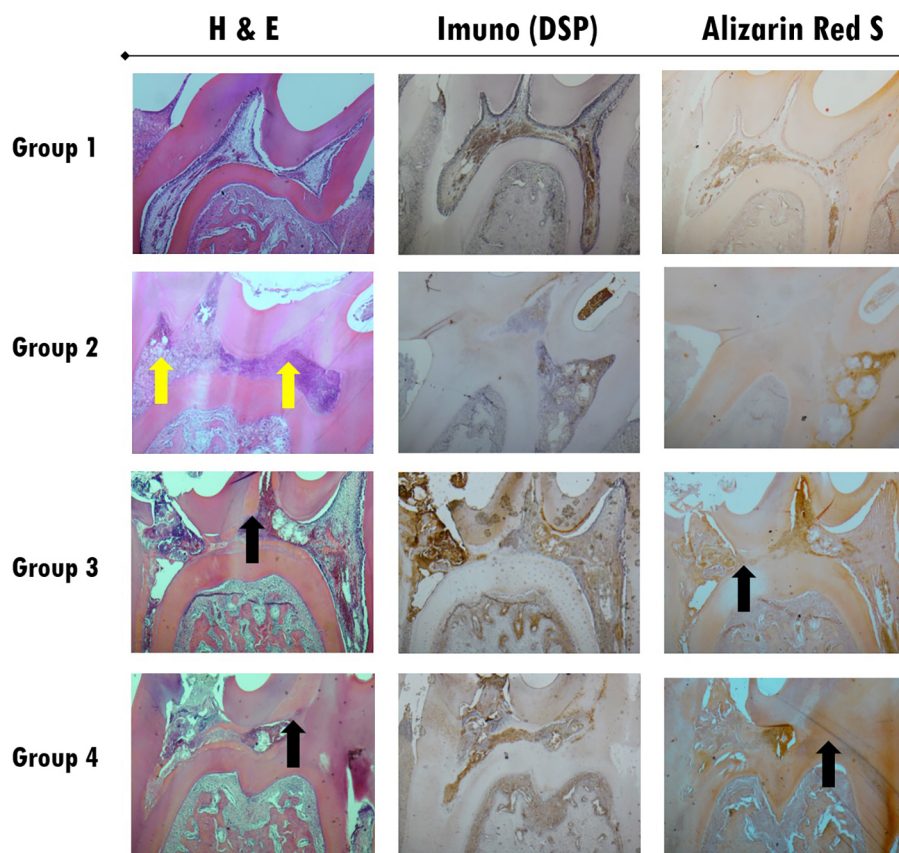 H & E Imuno (DSP) Alizarin Red S
Group 1
Group 2
Group 3
Group 4